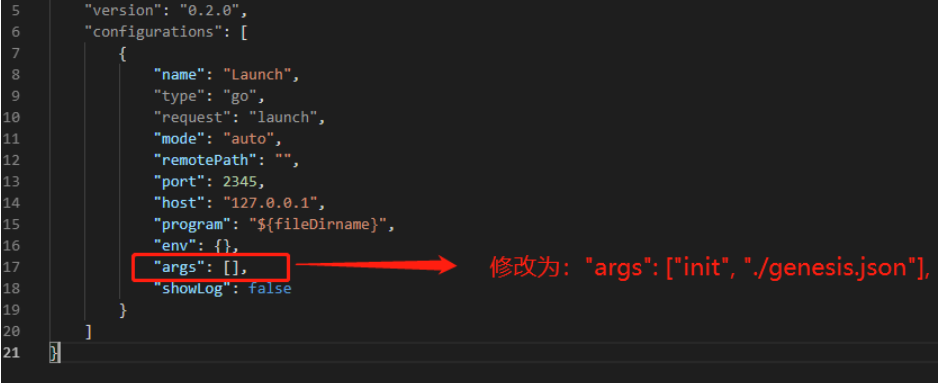 5 "version": "0.2.0",
6 "configurations": [
7 {
8 "name": "Launch",
9 "type": "go",
10 "request": "launch",
11 "mode": "auto",
12 "remotePath": "",
13 "port": 2345,
14 "host": "127.0.0.1",
15 "program": "${fileDirname}",
16 "env": {},
17 "args": [], 修改为："args": ["init", "./genesis.json"],
18 "showLog": false
19 }
20 ]
21 }